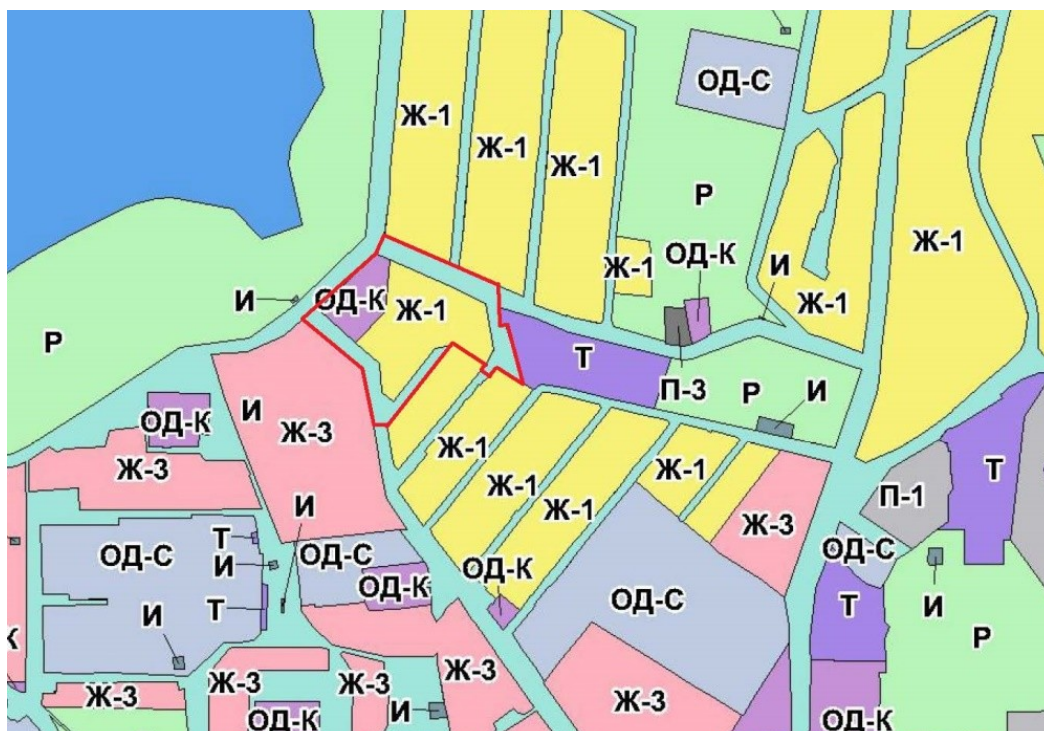 ОД-С
Ж-1
Ж-1
Ж-1
Р
Ж-1
ОД-К
Ж-1
И
И
ОД-К
Ж-1
Ж-1
Р
Т
П-3
Р
И
ОД-К
И
Ж-3
Ж-1
Ж-1
Т
Ж-3
Ж-1
П-1
И
Ж-1
Ж-3
Т
ОД-С
ОД-С
ОД-С
И
ОД-К
ОД-К
ОД-С
И
Т
Т
И
К
Р
Ж-3
Ж-3
Ж-3
Ж-3
Ж-3
И
ОД-К
ОД-К